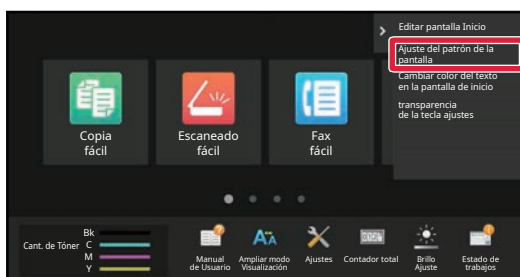 Editar pantalla Inicio
Ajuste del patrón de la
pantalla
Cambiar color del texto
en la pantalla de inicio
transparencia
de la tecla ajustes
Copia
fácil
Escaneado
fácil
Fax
fácil
Cant. de Tóner
Bk
C
M
Y
Manual
de Usuario
Ampliar modo
Visualización
Ajustes
Contador total
Brillo
Ajuste
Estado de
trabajos